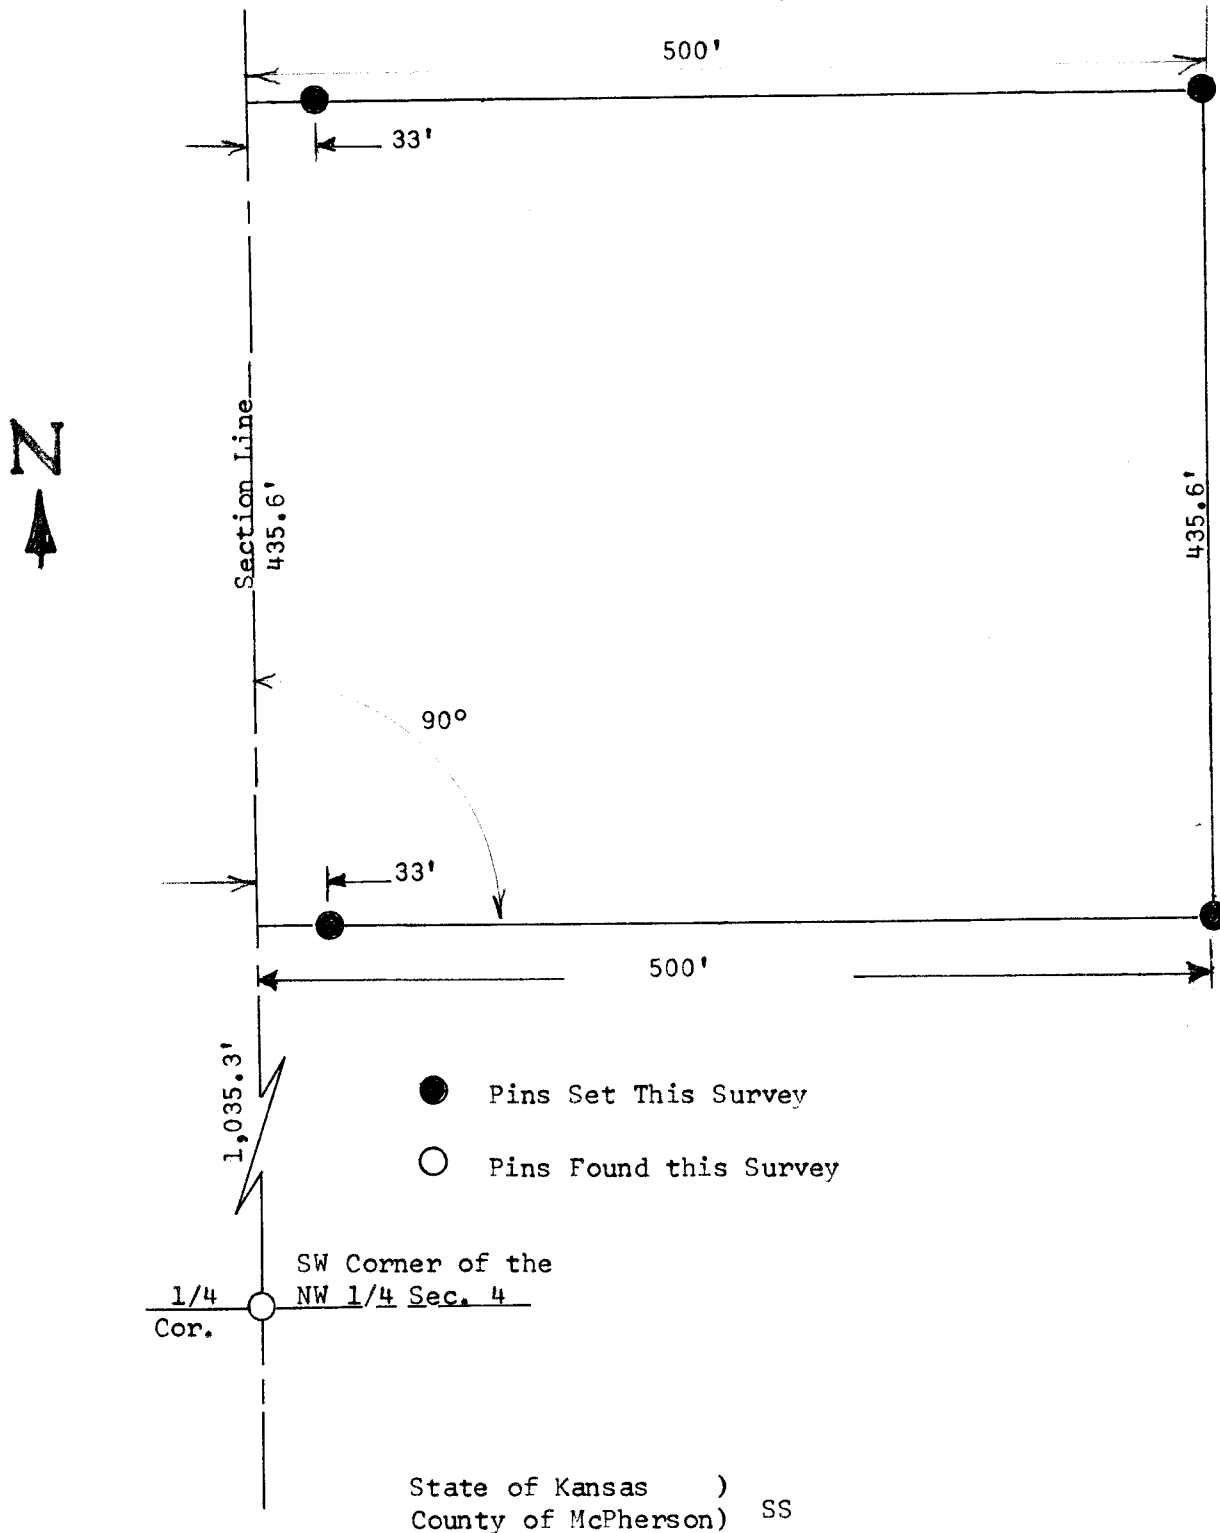 500'
33'
N
Section Line
435.6'
435.6'
90°
33'
500'
1,035.3'
Pins Set This Survey
Pins Found this Survey
SW Corner of the
1/4 NW 1/4 Sec. 4
Cor.
State of Kansas )
County of McPherson) SS